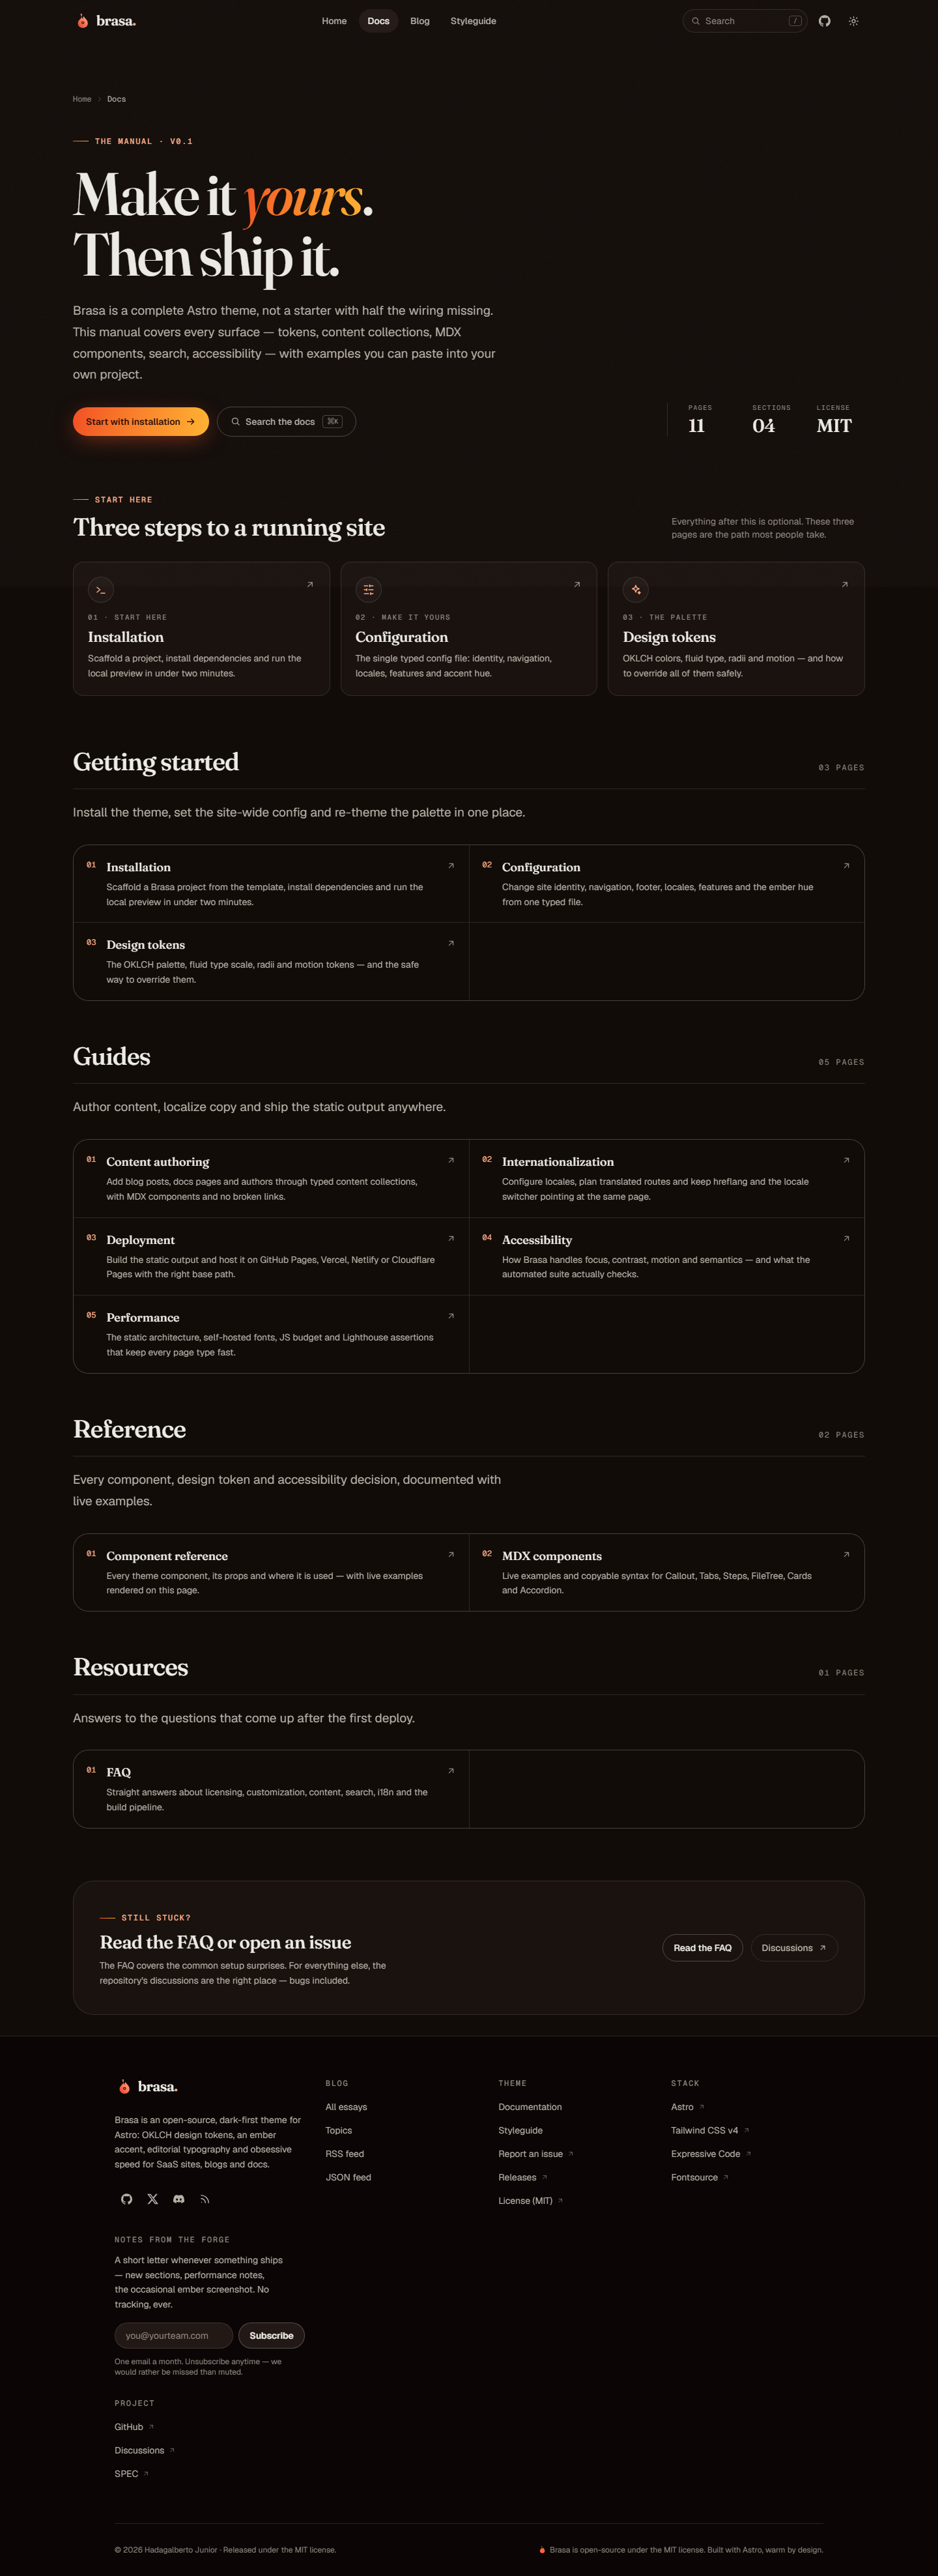 brasa.
Home
Docs
Blog
Styleguide
Search
/
Home › Docs
THE MANUAL · V0.1
Make it yours.
Then ship it.
Brasa is a complete Astro theme, not a starter with half the wiring missing.
This manual covers every surface — tokens, content collections, MDX
components, search, accessibility — with examples you can paste into your
own project.
Start with installation →
Search the docs ⌘K
PAGES
11
SECTIONS
04
LICENSE
MIT
START HERE
Three steps to a running site
Everything after this is optional. These three
pages are the path most people take.
01 · START HERE
Installation
Scaffold a project, install dependencies and run the
local preview in under two minutes.
02 · MAKE IT YOURS
Configuration
The single typed config file: identity, navigation,
locales, features and accent hue.
03 · THE PALETTE
Design tokens
OKLCH colors, fluid type, radii and motion — and how
to override all of them safely.
Getting started
03 PAGES
Install the theme, set the site-wide config and re-theme the palette in one place.
01 Installation
Scaffold a Brasa project from the template, install dependencies and run the
local preview in under two minutes.
02 Configuration
Change site identity, navigation, footer, locales, features and the ember hue
from one typed file.
03 Design tokens
The OKLCH palette, fluid type scale, radii and motion tokens — and the safe
way to override them.
Guides
05 PAGES
Author content, localize copy and ship the static output anywhere.
01 Content authoring
Add blog posts, docs pages and authors through typed content collections,
with MDX components and no broken links.
02 Internationalization
Configure locales, plan translated routes and keep hreflang and the locale
switcher pointing at the same page.
03 Deployment
Build the static output and host it on GitHub Pages, Vercel, Netlify or Cloudflare
Pages with the right base path.
04 Accessibility
How Brasa handles focus, contrast, motion and semantics — and what the
automated suite actually checks.
05 Performance
The static architecture, self-hosted fonts, JS budget and Lighthouse assertions
that keep every page type fast.
Reference
02 PAGES
Every component, design token and accessibility decision, documented with
live examples.
01 Component reference
Every theme component, its props and where it is used — with live examples
rendered on this page.
02 MDX components
Live examples and copyable syntax for Callout, Tabs, Steps, FileTree, Cards
and Accordion.
Resources
01 PAGES
Answers to the questions that come up after the first deploy.
01 FAQ
Straight answers about licensing, customization, content, search, i18n and the
build pipeline.
STILL STUCK?
Read the FAQ or open an issue
The FAQ covers the common setup surprises. For everything else, the
repository's discussions are the right place — bugs included.
Read the FAQ
Discussions
brasa.
Brasa is an open-source, dark-first theme for
Astro: OKLCH design tokens, an ember
accent, editorial typography and obsessive
speed for SaaS sites, blogs and docs.
BLOG
All essays
Topics
RSS feed
JSON feed
THEME
Documentation
Styleguide
Report an issue
Releases
License (MIT)
STACK
Astro
Tailwind CSS v4
Expressive Code
Fontsource
NOTES FROM THE FORGE
A short letter whenever something ships
— new sections, performance notes,
the occasional ember screenshot. No
tracking, ever.
you@yourteam.com
Subscribe
One email a month. Unsubscribe anytime — we
would rather be missed than muted.
PROJECT
GitHub
Discussions
SPEC
© 2026 Hadagalberto Junior · Released under the MIT license.
Brasa is open-source under the MIT license. Built with Astro, warm by design.